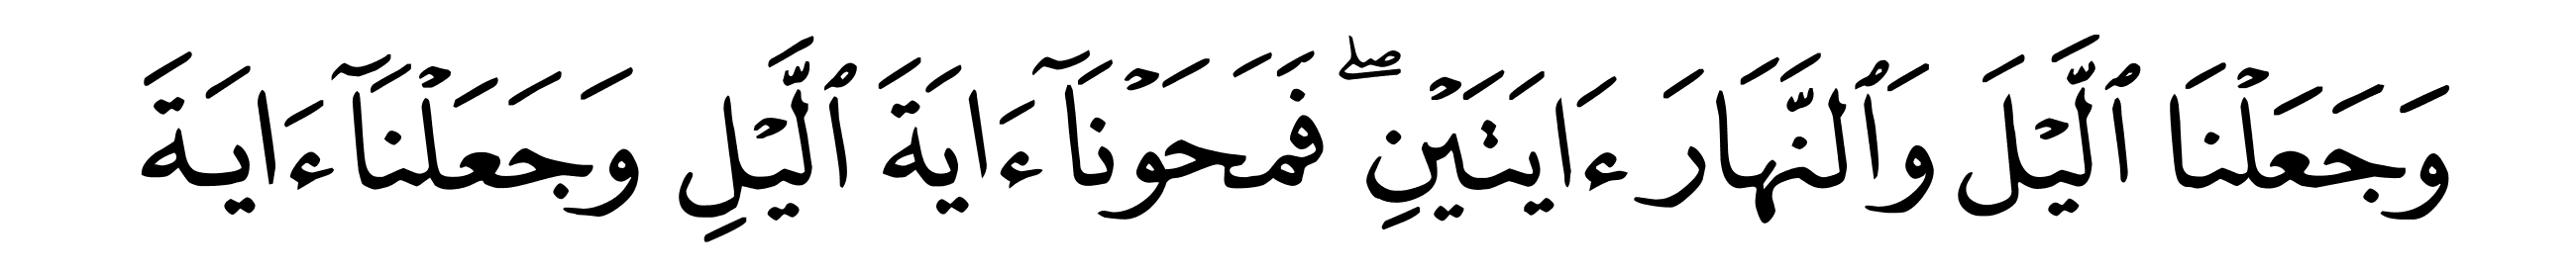 وَجَعَلۡنَا ٱلَّيۡلَ وَٱلنَّهَارَ ءَايَتَيۡنِۖ فَمَحَوۡنَآ ءَايَةَ ٱلَّيۡلِ وَجَعَلۡنَآ ءَايَةَ